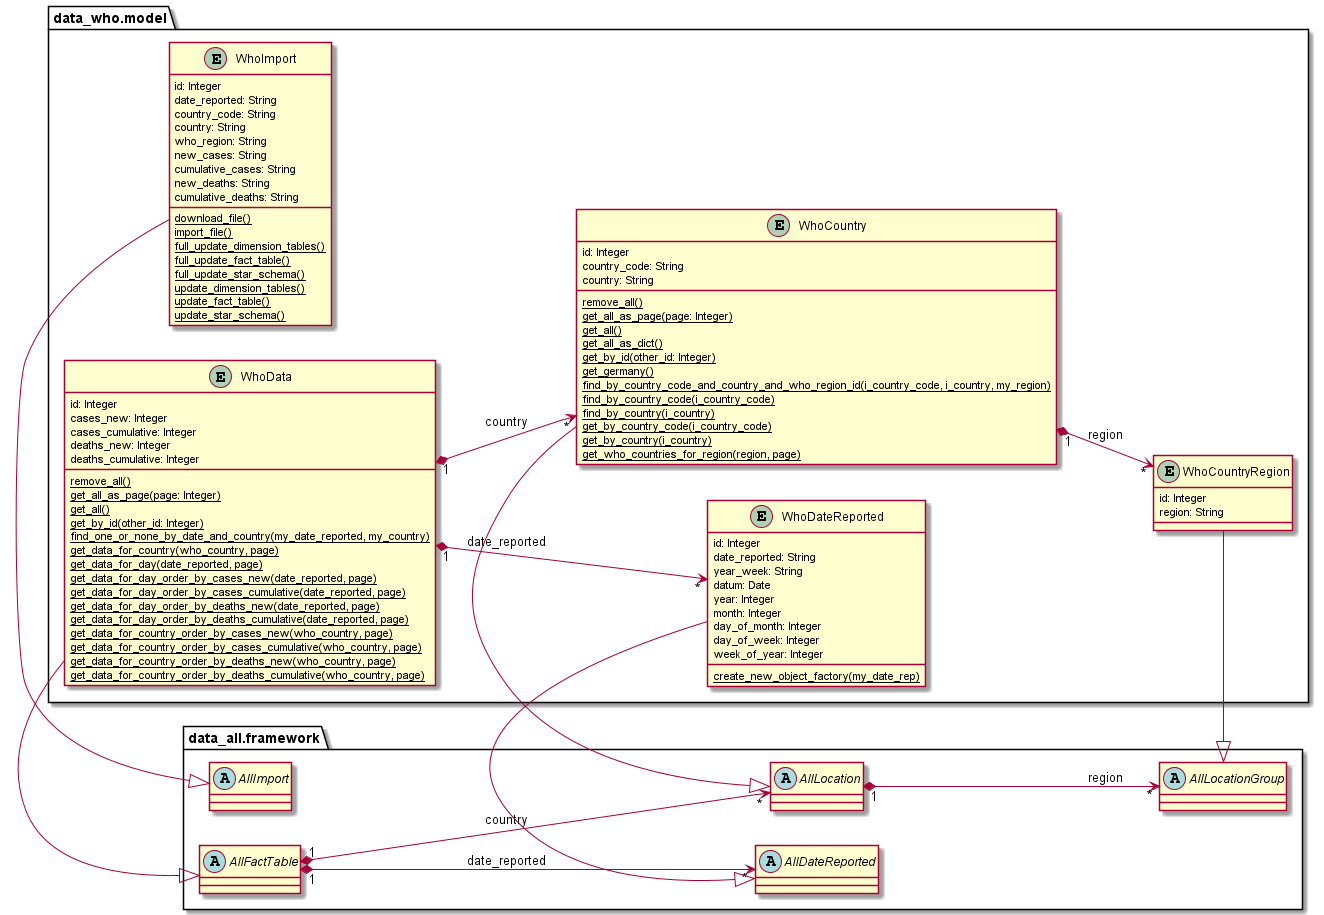 data_who.model
E WhoImport
id: Integer
date_reported: String
country_code: String
country: String
who_region: String
new_cases: String
cumulative_cases: String
new_deaths: String
cumulative_deaths: String
download_file()
import_file()
full_update_dimension_tables()
full_update_fact_table()
full_update_star_schema()
update_dimension_tables()
update_fact_table()
update_star_schema()
E WhoCountry
id: Integer
country_code: String
country: String
remove_all()
get_all_as_page(page: Integer)
get_all()
get_all_as_dict()
get_by_id(other_id: Integer)
get_germany()
find_by_country_code_and_country_and_who_region_id(i_country_code, i_country, my_region)
find_by_country_code(i_country_code)
find_by_country(i_country)
get_by_country_code(i_country_code)
get_by_country(i_country)
get_who_countries_for_region(region, page)
E WhoData
id: Integer
cases_new: Integer
cases_cumulative: Integer
deaths_new: Integer
deaths_cumulative: Integer
remove_all()
get_all_as_page(page: Integer)
get_all()
get_by_id(other_id: Integer)
find_one_or_none_by_date_and_country(my_date_reported, my_country)
get_data_for_country(who_country, page)
get_data_for_day(date_reported, page)
get_data_for_day_order_by_cases_new(date_reported, page)
get_data_for_day_order_by_cases_cumulative(date_reported, page)
get_data_for_day_order_by_deaths_new(date_reported, page)
get_data_for_day_order_by_deaths_cumulative(date_reported, page)
get_data_for_country_order_by_cases_new(who_country, page)
get_data_for_country_order_by_cases_cumulative(who_country, page)
get_data_for_country_order_by_deaths_new(who_country, page)
get_data_for_country_order_by_deaths_cumulative(who_country, page)
country
1
*
region
1
*
E WhoCountryRegion
id: Integer
region: String
date_reported
1
*
E WhoDateReported
id: Integer
date_reported: String
year_week: String
datum: Date
year: Integer
month: Integer
day_of_month: Integer
day_of_week: Integer
week_of_year: Integer
create_new_object_factory(my_date_rep)
data_all.framework
A AllImport
A AllLocation
region
1
*
A AllLocationGroup
country
1
*
A AllFactTable
date_reported
1
*
A AllDateReported